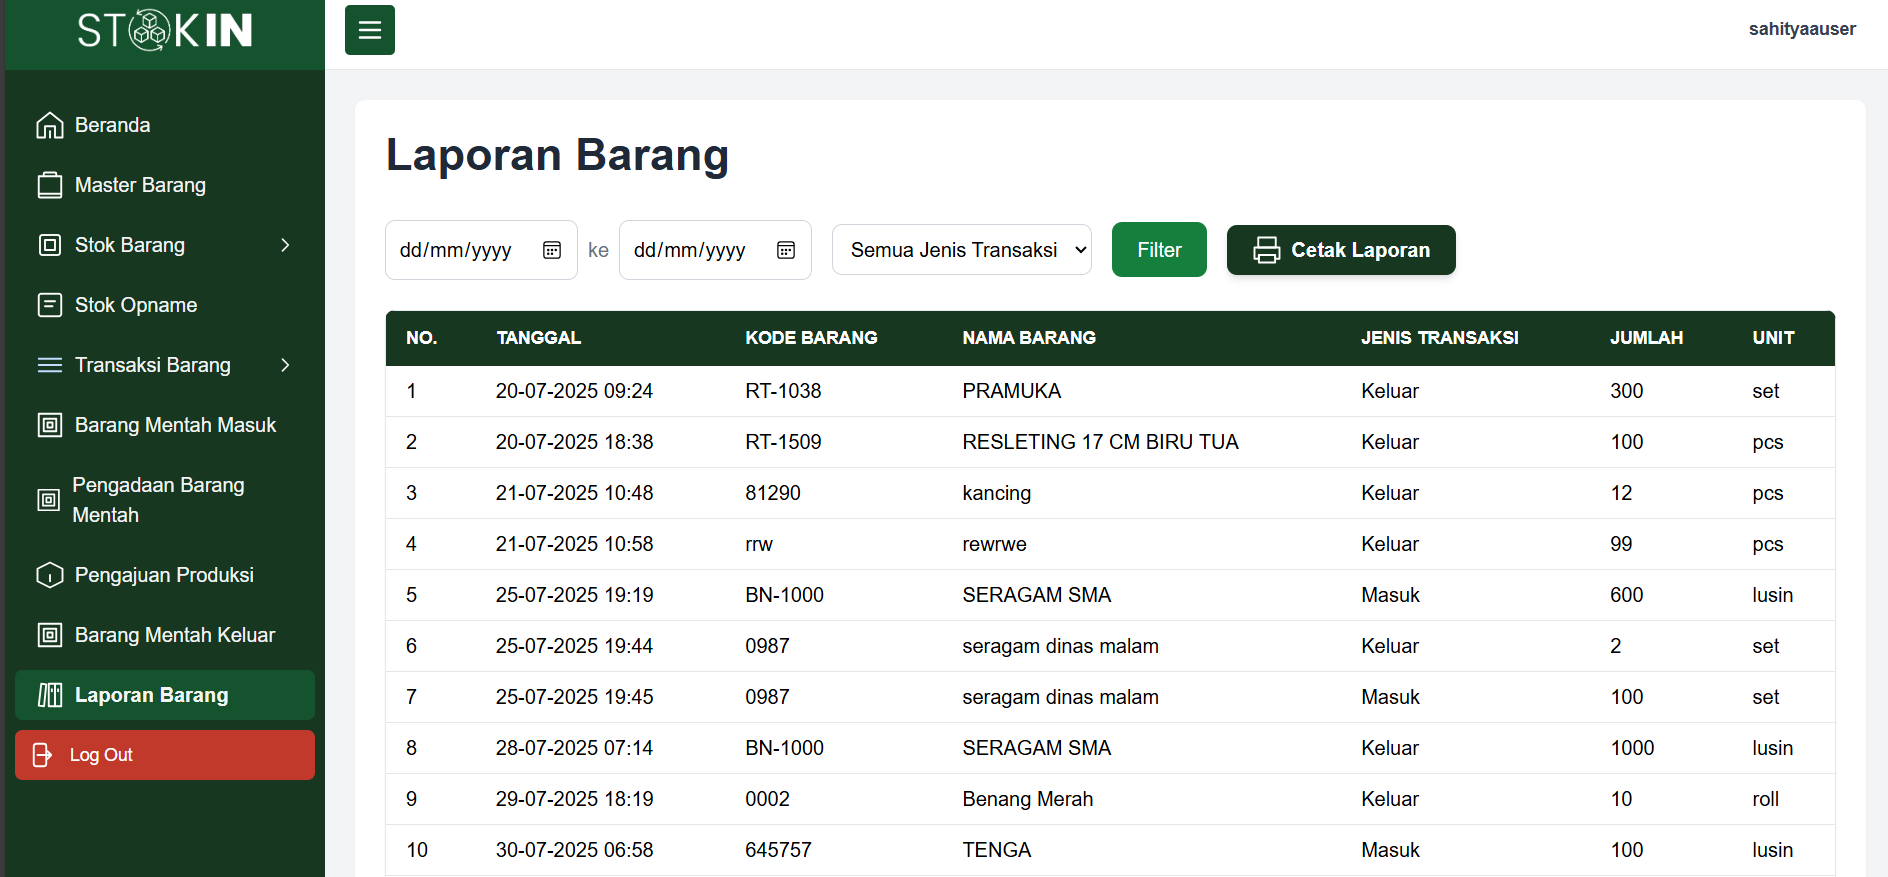 STOKIN
sahityaauser
Beranda
Master Barang
Stok Barang
Stok Opname
Transaksi Barang
Barang Mentah Masuk
Pengadaan Barang
Mentah
Pengajuan Produksi
Barang Mentah Keluar
Laporan Barang
Log Out
Laporan Barang
dd/mm/yyyy ke dd/mm/yyyy Semua Jenis Transaksi Filter Cetak Laporan
NO. TANGGAL KODE BARANG NAMA BARANG JENIS TRANSAKSI JUMLAH UNIT
1 20-07-2025 09:24 RT-1038 PRAMUKA Keluar 300 set
2 20-07-2025 18:38 RT-1509 RESLETING 17 CM BIRU TUA Keluar 100 pcs
3 21-07-2025 10:48 81290 kancing Keluar 12 pcs
4 21-07-2025 10:58 rrw rewrwe Keluar 99 pcs
5 25-07-2025 19:19 BN-1000 SERAGAM SMA Masuk 600 lusin
6 25-07-2025 19:44 0987 seragam dinas malam Keluar 2 set
7 25-07-2025 19:45 0987 seragam dinas malam Masuk 100 set
8 28-07-2025 07:14 BN-1000 SERAGAM SMA Keluar 1000 lusin
9 29-07-2025 18:19 0002 Benang Merah Keluar 10 roll
10 30-07-2025 06:58 645757 TENGA Masuk 100 lusin